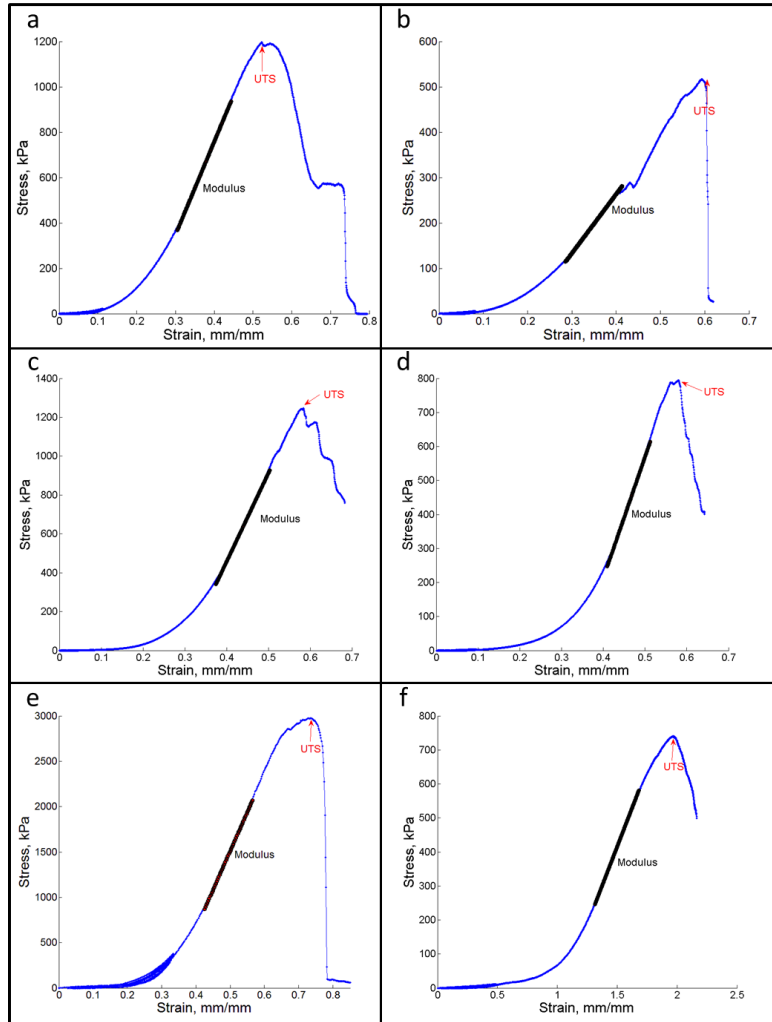 a
1200
1000
800
600
400
200
0
Stress, kPa
UTS
Modulus
0 0.1 0.2 0.3 0.4 0.5 0.6 0.7 0.8
Strain, mm/mm
b
600
500
400
300
200
100
0
Stress, kPa
UTS
Modulus
0 0.1 0.2 0.3 0.4 0.5 0.6 0.7
Strain, mm/mm
c
1400
1200
1000
800
600
400
200
0
Stress, kPa
UTS
Modulus
0 0.1 0.2 0.3 0.4 0.5 0.6 0.7
Strain, mm/mm
d
800
700
600
500
400
300
200
100
0
Stress, kPa
UTS
Modulus
0 0.1 0.2 0.3 0.4 0.5 0.6 0.7
Strain, mm/mm
e
3000
2500
2000
1500
1000
500
0
Stress, kPa
UTS
Modulus
0 0.1 0.2 0.3 0.4 0.5 0.6 0.7 0.8
Strain, mm/mm
f
800
700
600
500
400
300
200
100
0
Stress, kPa
UTS
Modulus
0 0.5 1 1.5 2 2.5
Strain, mm/mm